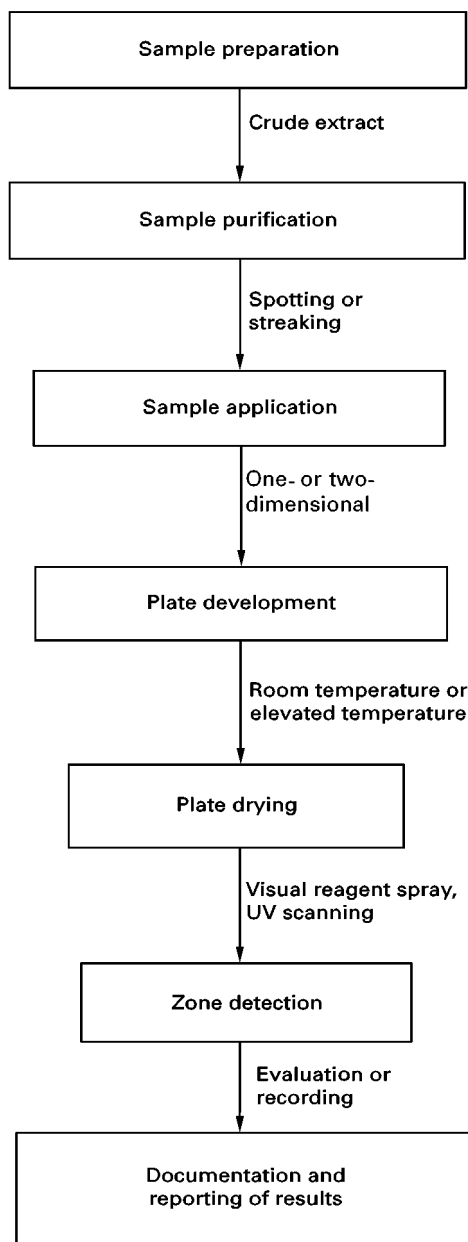 Sample preparation
Crude extract
Sample purification
Spotting or
streaking
Sample application
One- or two-
dimensional
Plate development
Room temperature or
elevated temperature
Plate drying
Visual reagent spray,
UV scanning
Zone detection
Evaluation or
recording
Documentation and
reporting of results